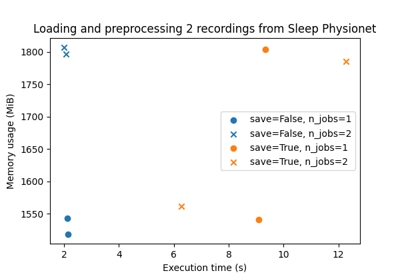 Loading and preprocessing 2 recordings from Sleep Physionet
Memory usage (MiB)
1800
1750
1700
1650
1600
1550
save=False, n_jobs=1
save=False, n_jobs=2
save=True, n_jobs=1
save=True, n_jobs=2
2 4 6 8 10 12
Execution time (s)